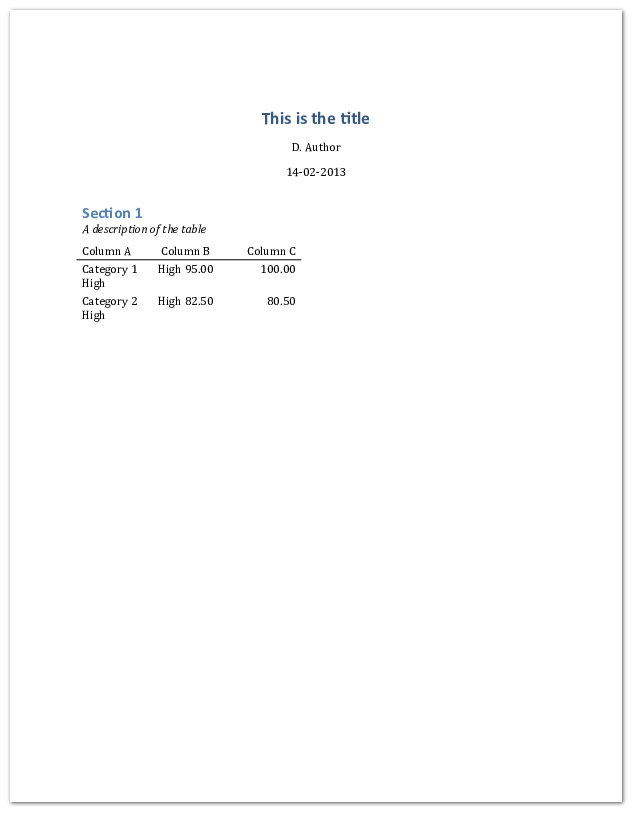 This is the title
D. Author
14-02-2013
Section 1
A description of the table
Column A Column B Column C
Category 1 High 95.00 100.00
High
Category 2 High 82.50 80.50
High